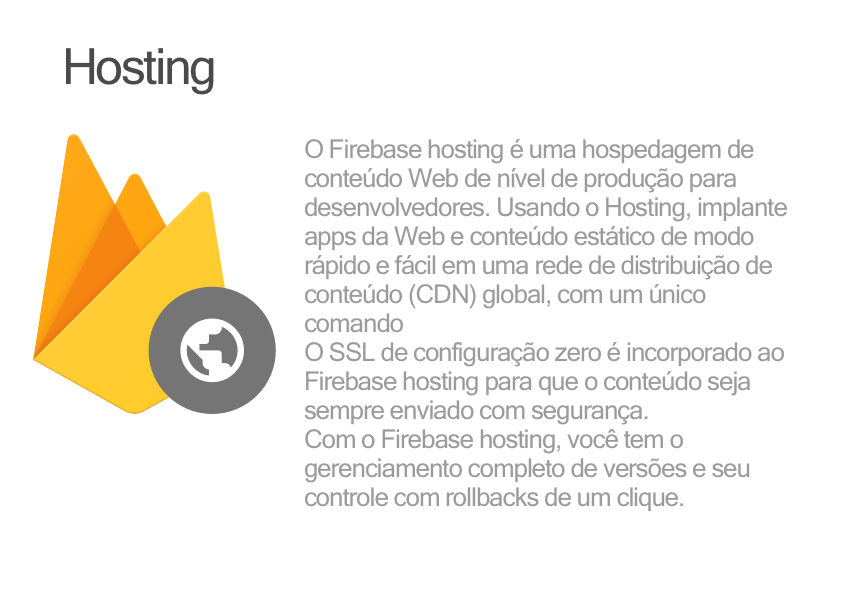 Hosting
O Firebase hosting é uma hospedagem de
conteúdo Web de nível de produção para
desenvolvedores. Usando o Hosting, implante
apps da Web e conteúdo estático de modo
rápido e fácil em uma rede de distribuição de
conteúdo (CDN) global, com um único
comando
O SSL de configuração zero é incorporado ao
Firebase hosting para que o conteúdo seja
sempre enviado com segurança.
Com o Firebase hosting, você tem o
gerenciamento completo de versões e seu
controle com rollbacks de um clique.